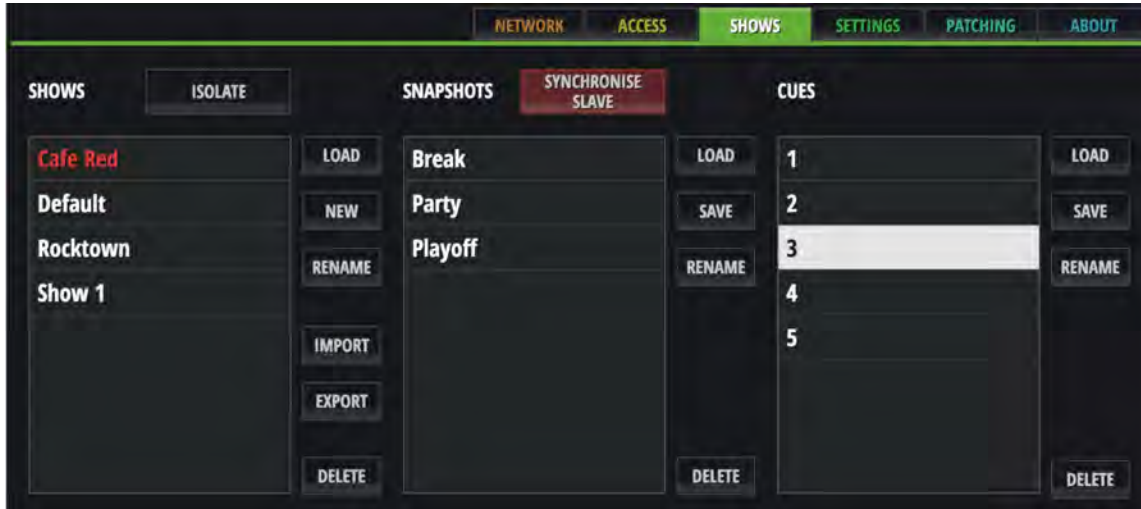 NETWORK ACCESS SHOWS SETTINGS PATCHING ABOUT
SHOWS
ISOLATE
Cafe Red
Default
Rocktown
Show 1
LOAD
NEW
RENAME
IMPORT
EXPORT
DELETE
SNAPSHOTS
SYNCHRONISE
SLAVE
Break
Party
Playoff
LOAD
SAVE
RENAME
DELETE
CUES
1
2
3
4
5
LOAD
SAVE
RENAME
DELETE